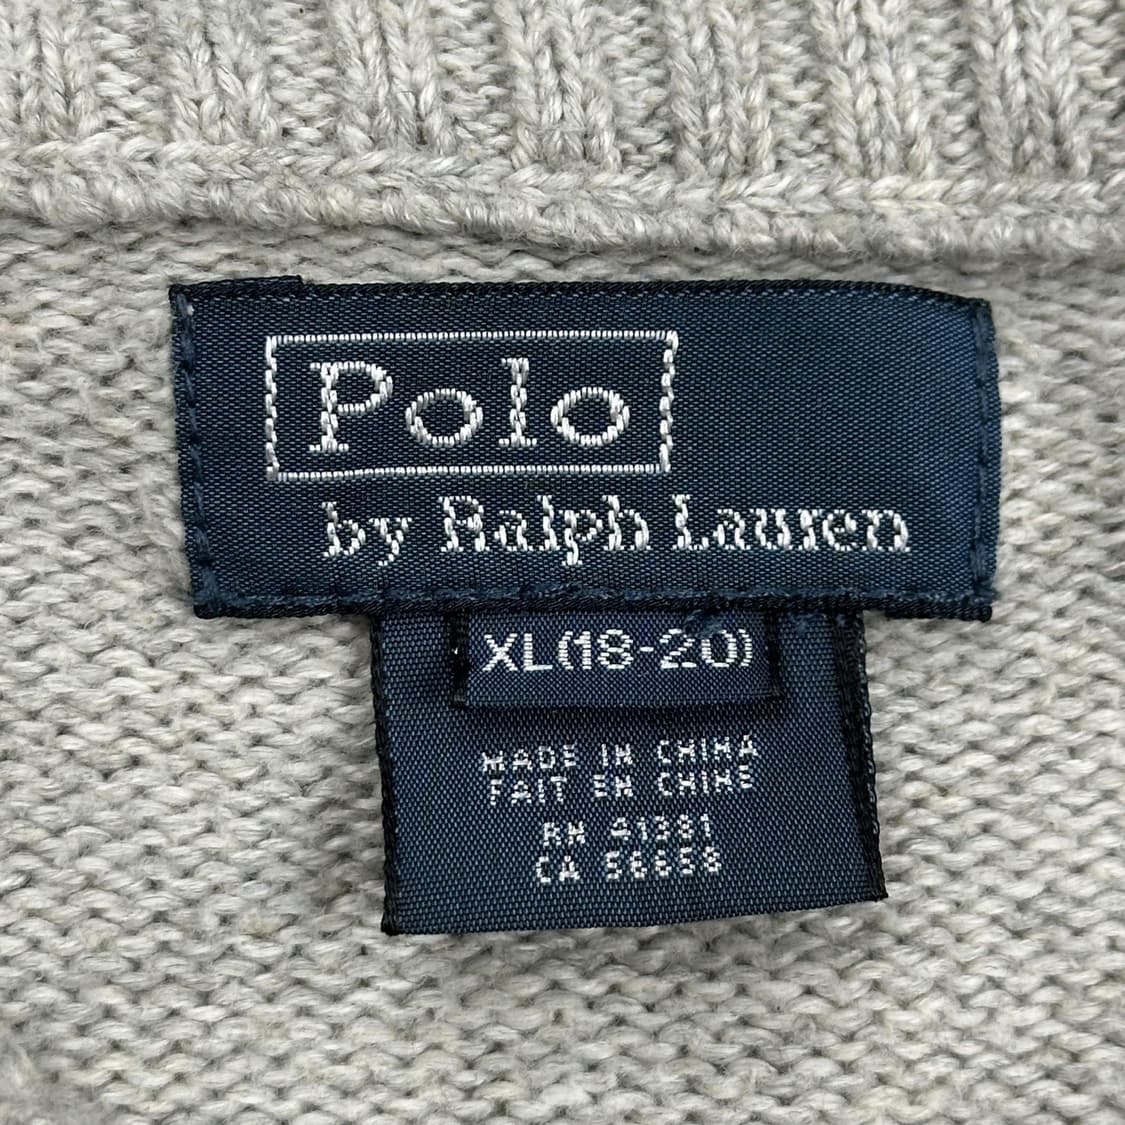 Polo
by Ralph Lauren
XL(18-20)
MADE IN CHINA
FAIT EN CHINE
RN 41381
CA 56658